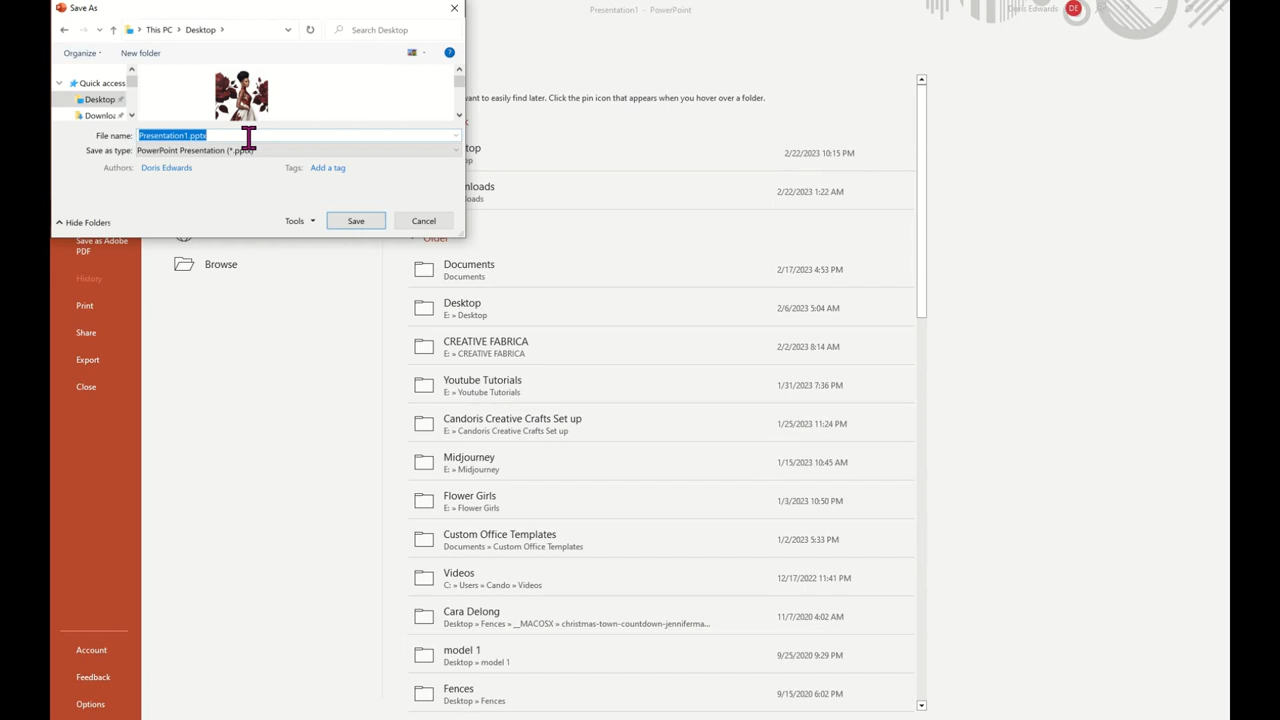 Save As
Presentation1 - PowerPoint
Doris Edwards
DE
This PC
Desktop
Search Desktop
Organize
New folder
Quick access
Desktop
Downloa
File name:
Presentation1.pptx
Save as type:
PowerPoint Presentation (*.pptx)
Authors:
Doris Edwards
Tags:
Add a tag
Hide Folders
Tools
Save
Cancel
want to easily find later. Click the pin icon that appears when you hover over a folder.
top
2/22/2023 10:15 PM
nloads
2/22/2023 1:22 AM
Older
Save as Adobe
PDF
History
Print
Share
Export
Close
Account
Feedback
Options
Browse
Documents
Documents
2/17/2023 4:53 PM
Desktop
E: » Desktop
2/6/2023 5:04 AM
CREATIVE FABRICA
E: » CREATIVE FABRICA
2/2/2023 8:14 AM
Youtube Tutorials
E: » Youtube Tutorials
1/31/2023 7:36 PM
Candoris Creative Crafts Set up
E: » Candoris Creative Crafts Set up
1/25/2023 11:24 PM
Midjourney
E: » Midjourney
1/15/2023 10:45 AM
Flower Girls
E: » Flower Girls
1/3/2023 10:50 PM
Custom Office Templates
Documents » Custom Office Templates
1/2/2023 5:33 PM
Videos
C: » Users » Cando » Videos
12/17/2022 11:41 PM
Cara Delong
Desktop » Fences » __MACOSX » christmas-town-countdown-jenniferma...
11/7/2020 4:02 AM
model 1
Desktop » model 1
9/25/2020 9:29 PM
Fences
Desktop » Fences
9/15/2020 6:02 PM